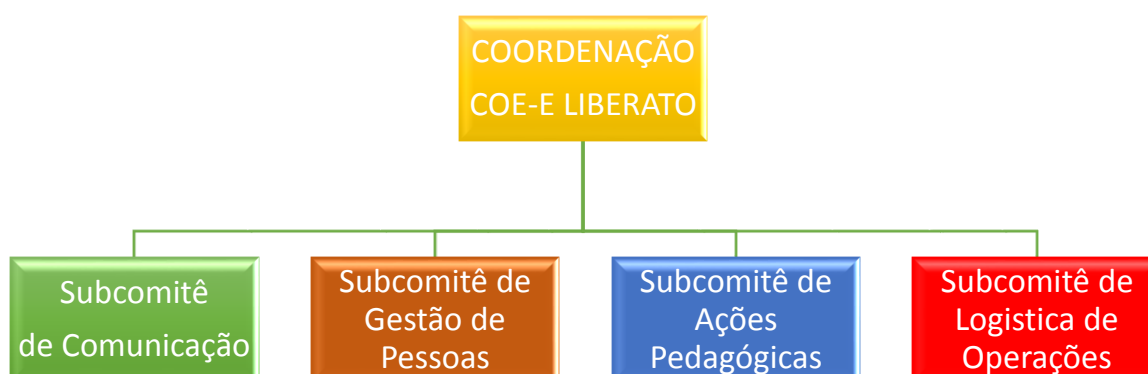 COORDENAÇÃO
COE-E LIBERATO
Subcomitê
de Comunicação
Subcomitê de
Gestão de
Pessoas
Subcomitê de
Ações
Pedagógicas
Subcomitê de
Logistica de
Operações